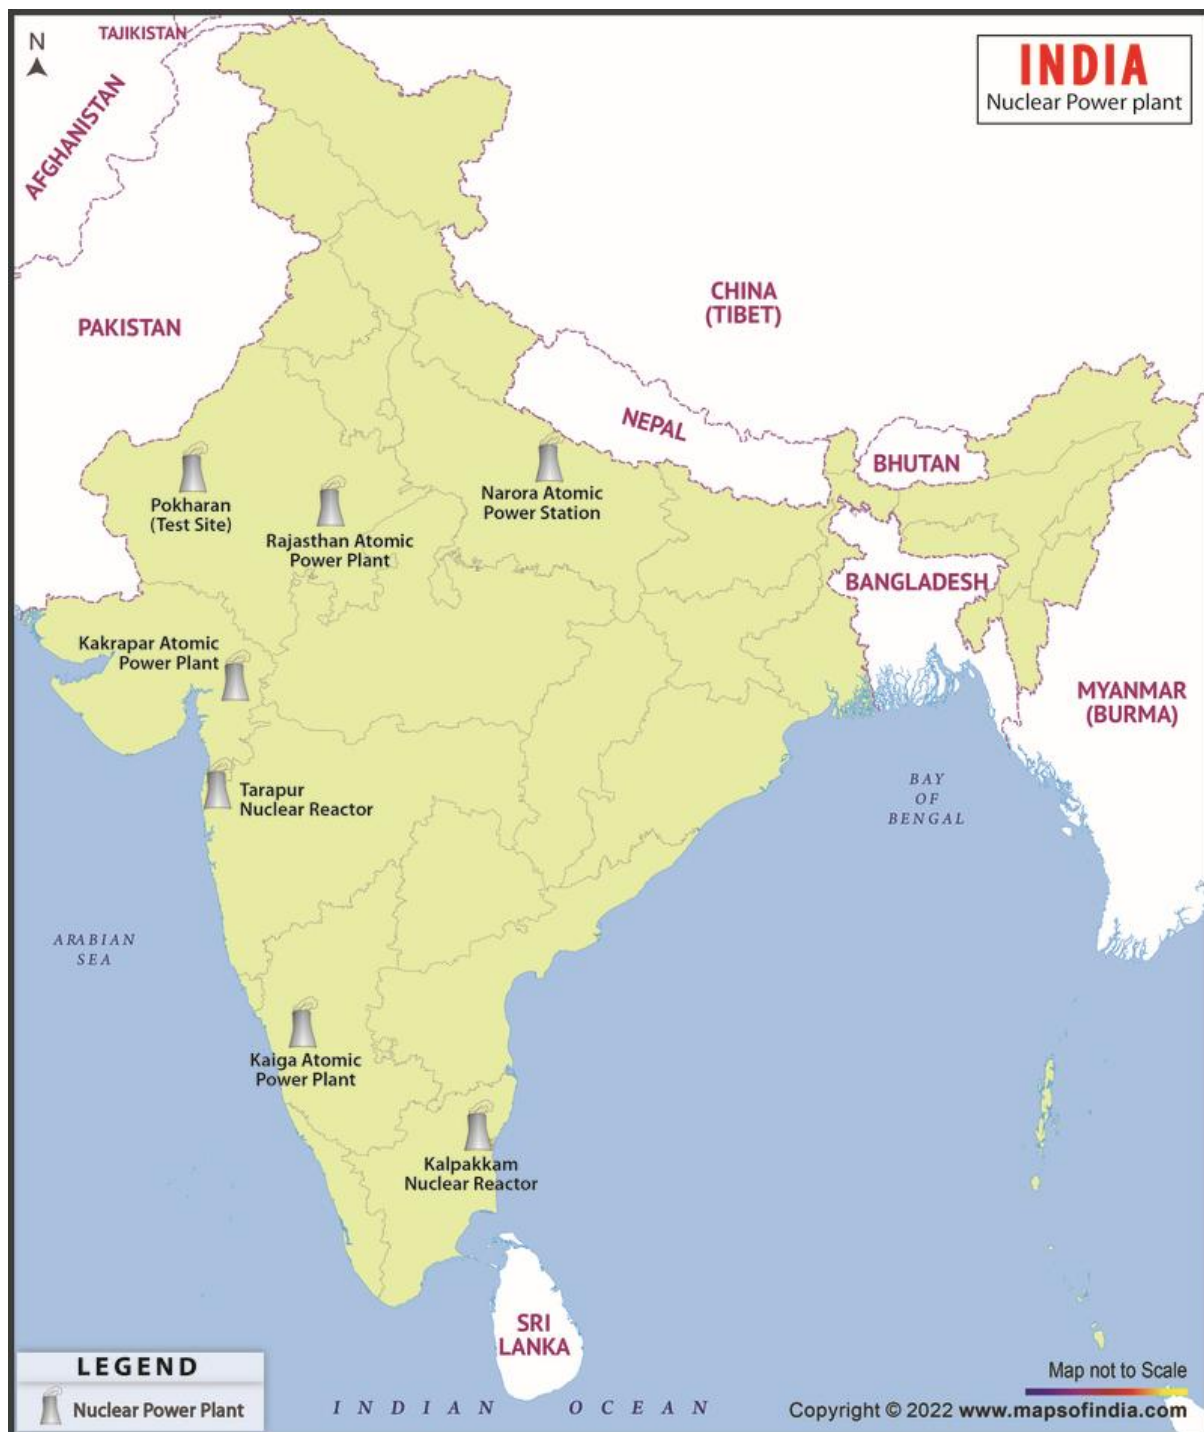 TAJIKISTAN
N
AFGHANISTAN
INDIA
Nuclear Power plant
CHINA
(TIBET)
PAKISTAN
NEPAL
BHUTAN
Pokharan
(Test Site)
Narora Atomic
Power Station
Rajasthan Atomic
Power Plant
BANGLADESH
Kakrapar Atomic
Power Plant
MYANMAR
(BURMA)
Tarapur
Nuclear Reactor
BAY
OF
BENGAL
ARABIAN
SEA
Kaiga Atomic
Power Plant
Kalpakkam
Nuclear Reactor
SRI
LANKA
LEGEND
Nuclear Power Plant
INDIAN OCEAN
Map not to Scale
Copyright © 2022 www.mapsofindia.com